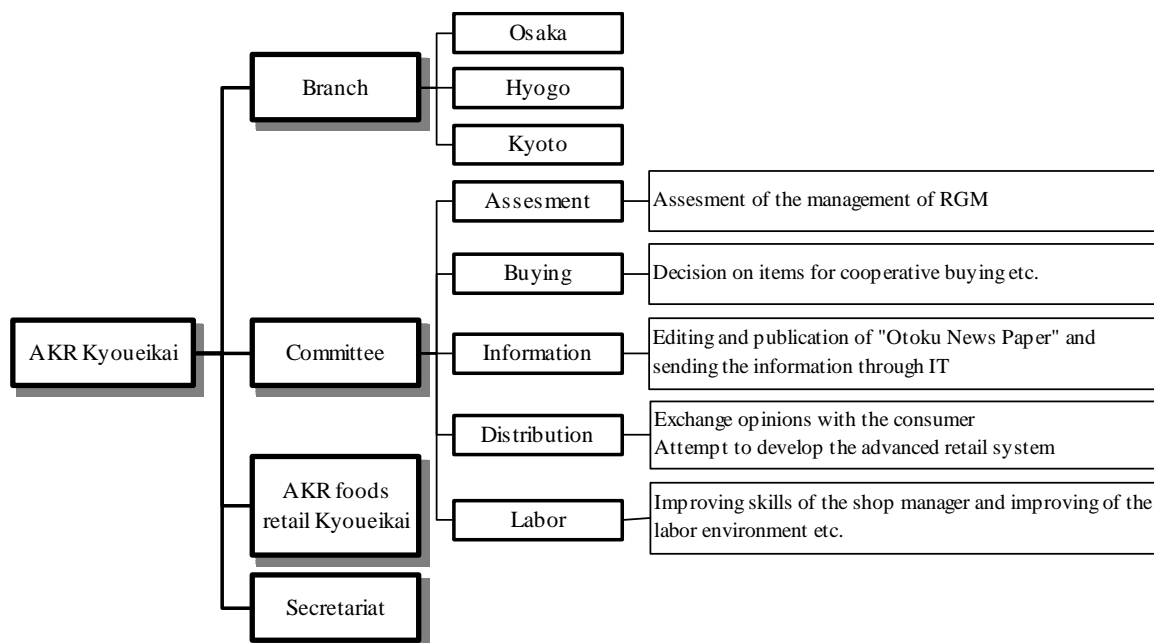 AKR Kyoueikai
Branch
Osaka
Hyogo
Kyoto
Committee
Assesment
Assesment of the management of RGM
Buying
Decision on items for cooperative buying etc.
Information
Editing and publication of "Otoku News Paper" and
sending the information through IT
Distribution
Exchange opinions with the consumer
Attempt to develop the advanced retail system
Labor
Improving skills of the shop manager and improving of the
labor environment etc.
AKR foods
retail Kyoueikai
Secretariat